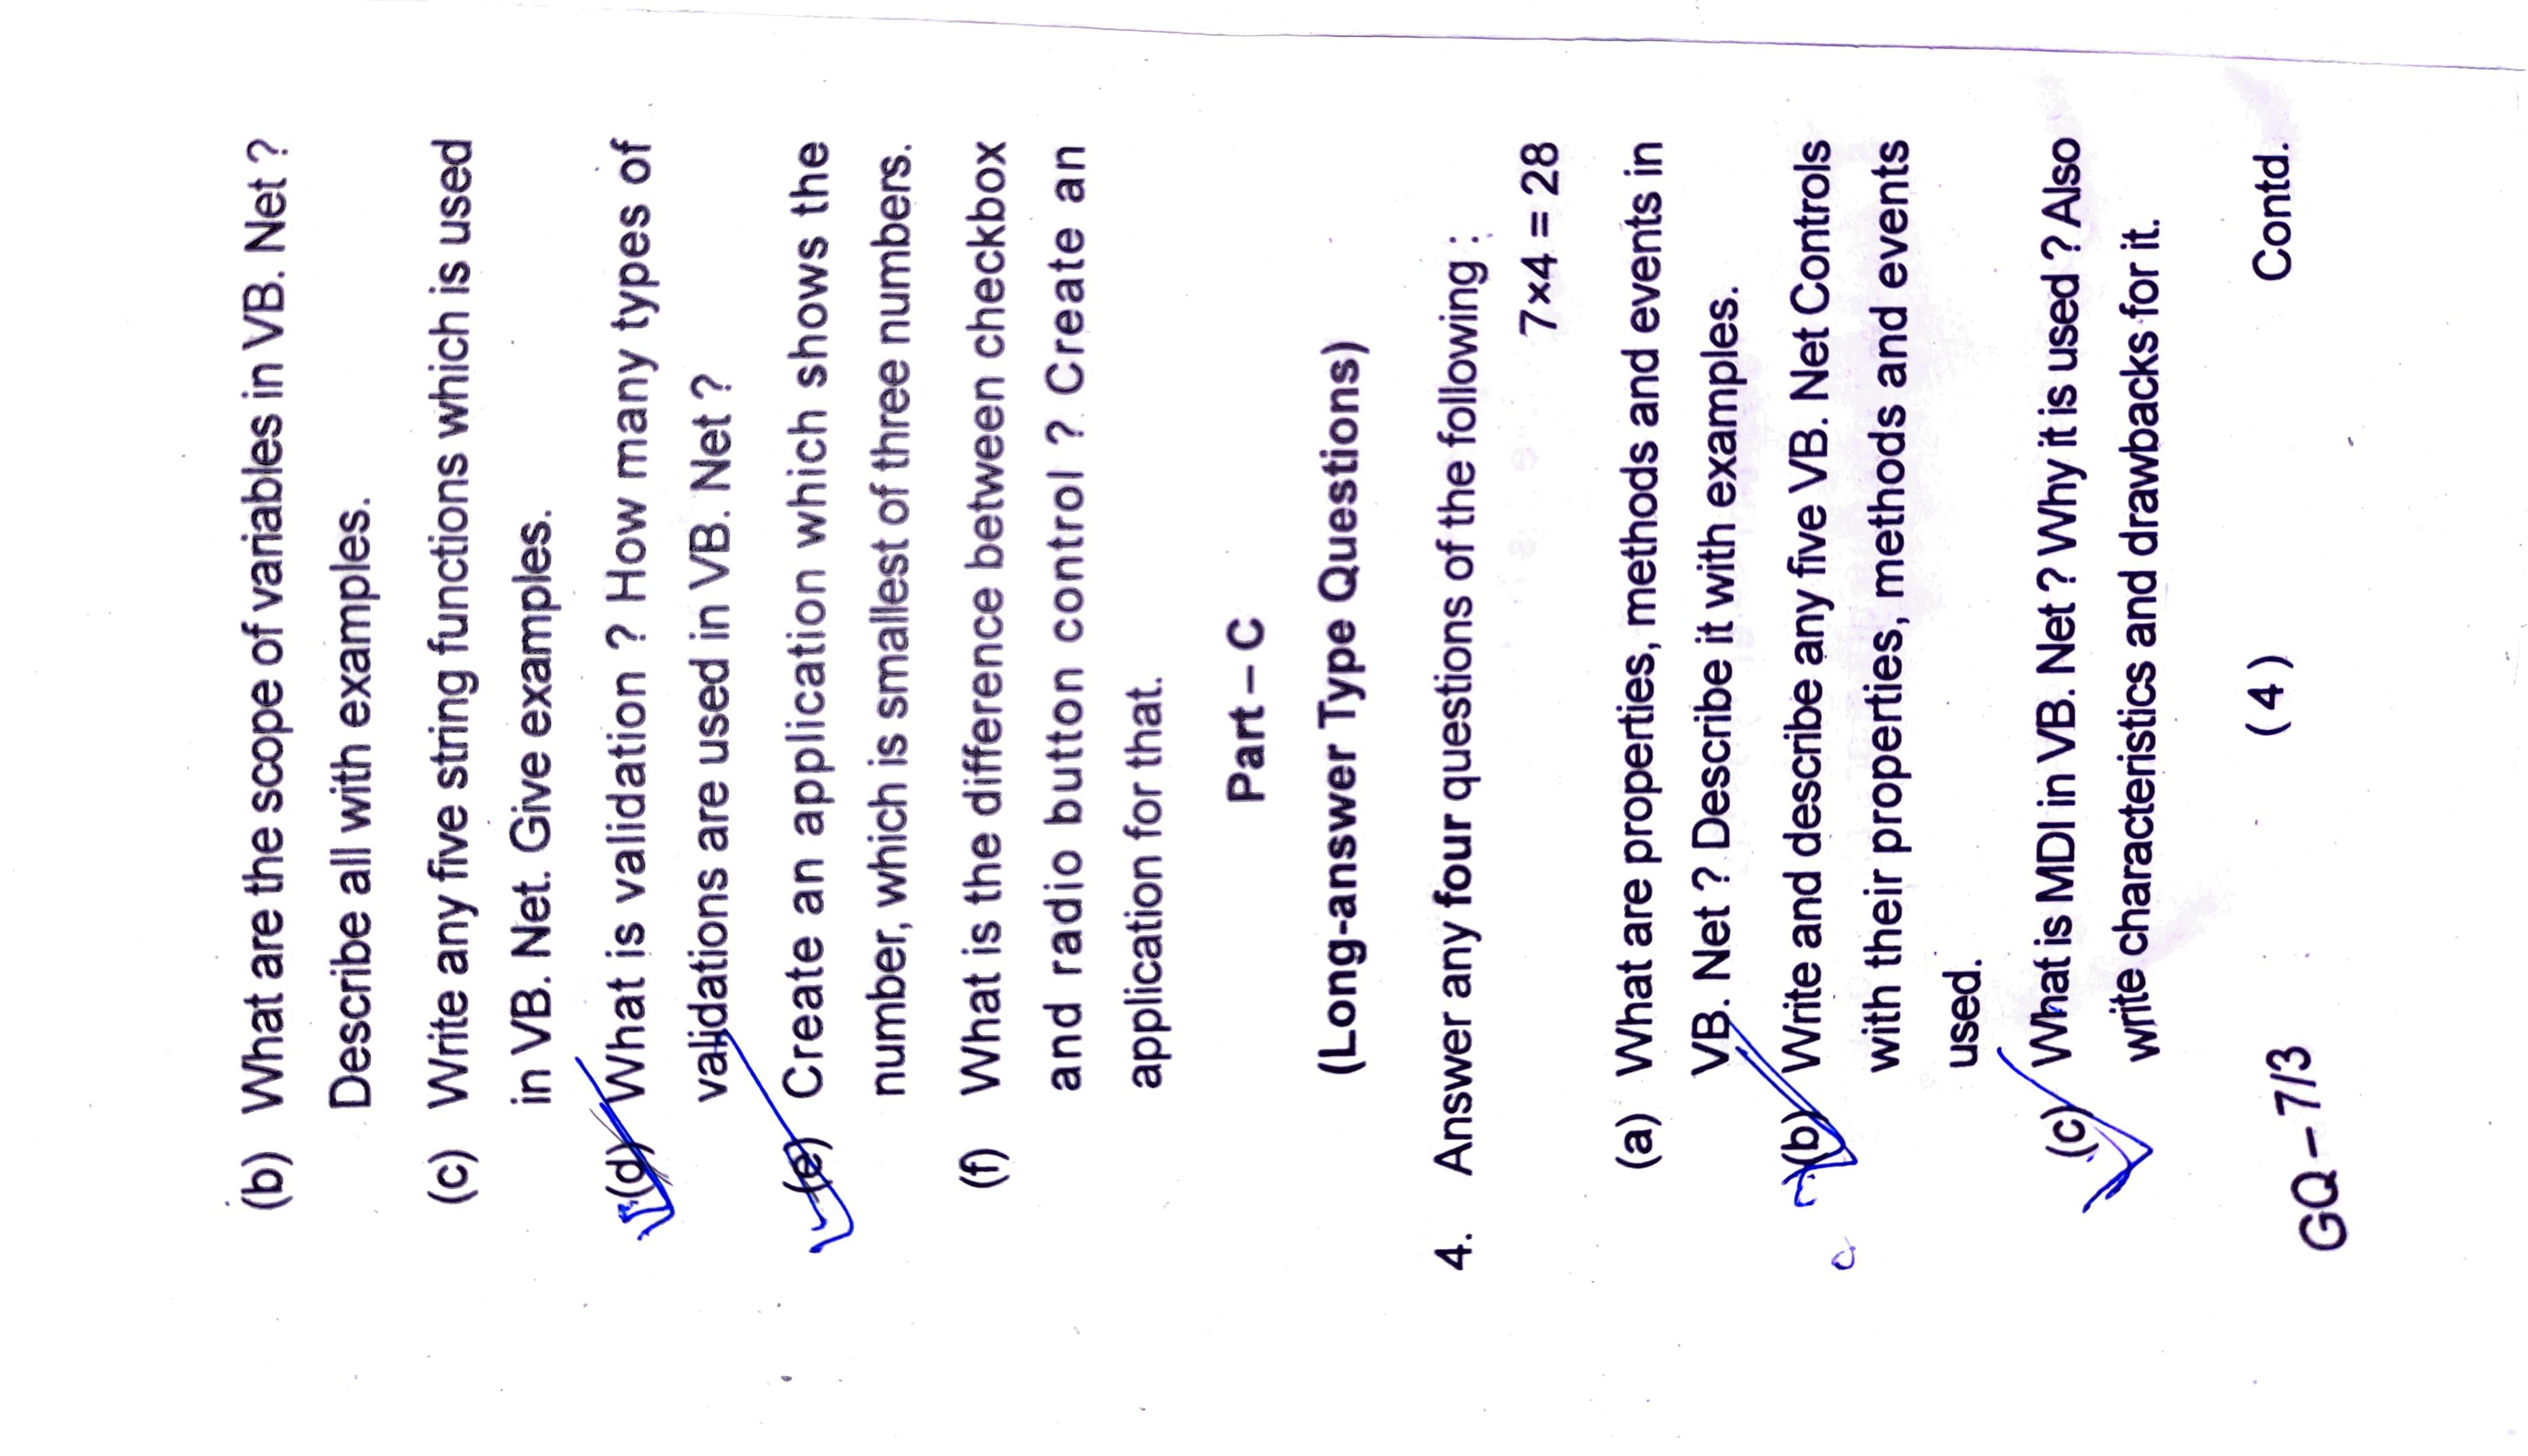 (b) What are the scope of variables in VB. Net ?
Describe all with examples.
(c) Write any five string functions which is used
in VB. Net. Give examples.
(d) What is validation ? How many types of
validations are used in VB. Net ?
(e) Create an application which shows the
number, which is smallest of three numbers.
(f) What is the difference between checkbox
and radio button control ? Create an
application for that.
Part – C
(Long-answer Type Questions)
4. Answer any four questions of the following :
7×4 = 28
(a) What are properties, methods and events in
VB. Net ? Describe it with examples.
(b) Write and describe any five VB. Net Controls
with their properties, methods and events
used.
(c) What is MDI in VB. Net ? Why it is used ? Also
write characteristics and drawbacks for it.
GQ – 7/3 ( 4 ) Contd.